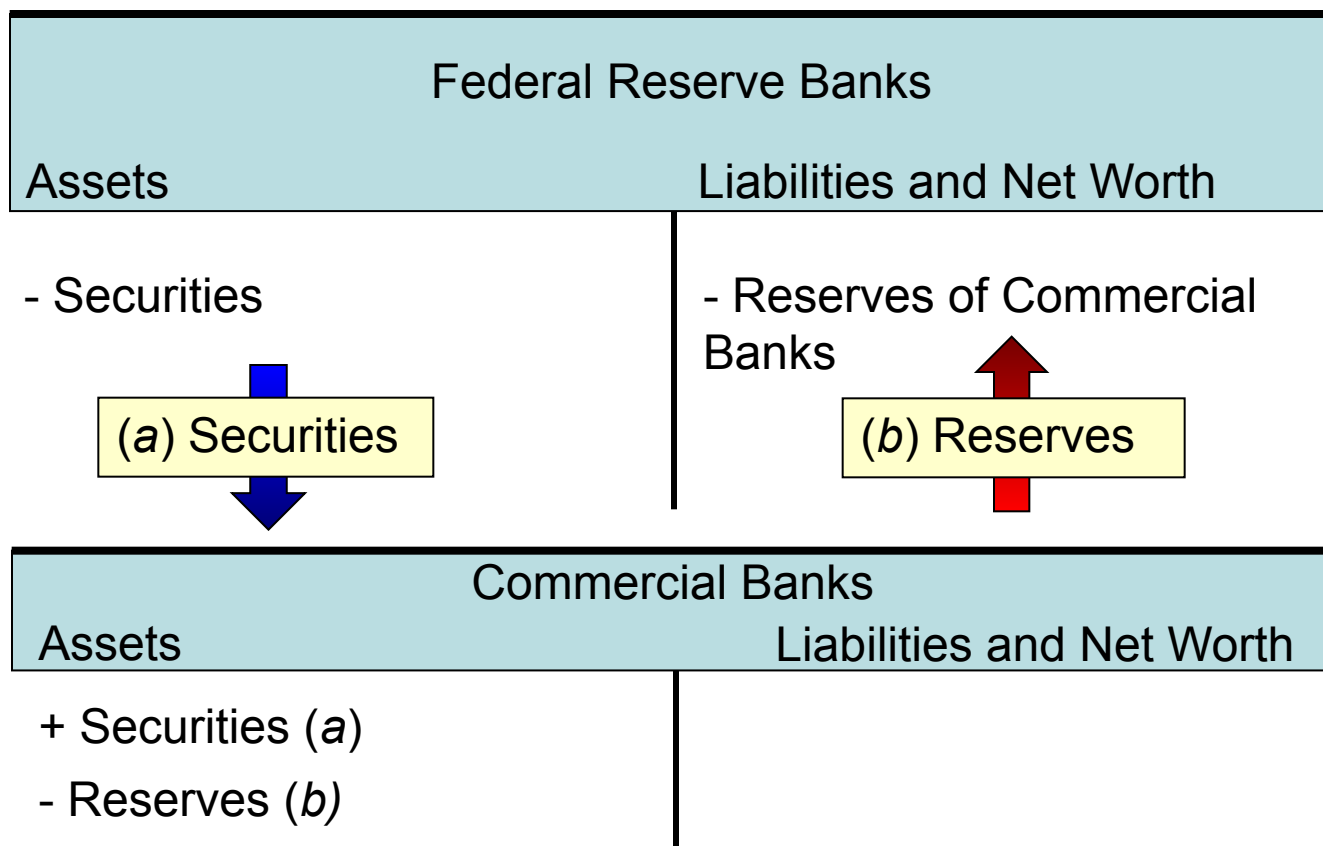 Federal Reserve Banks
Assets
Liabilities and Net Worth
- Securities
- Reserves of Commercial
Banks
(a) Securities
(b) Reserves
Commercial Banks
Assets
Liabilities and Net Worth
+ Securities (a)
- Reserves (b)